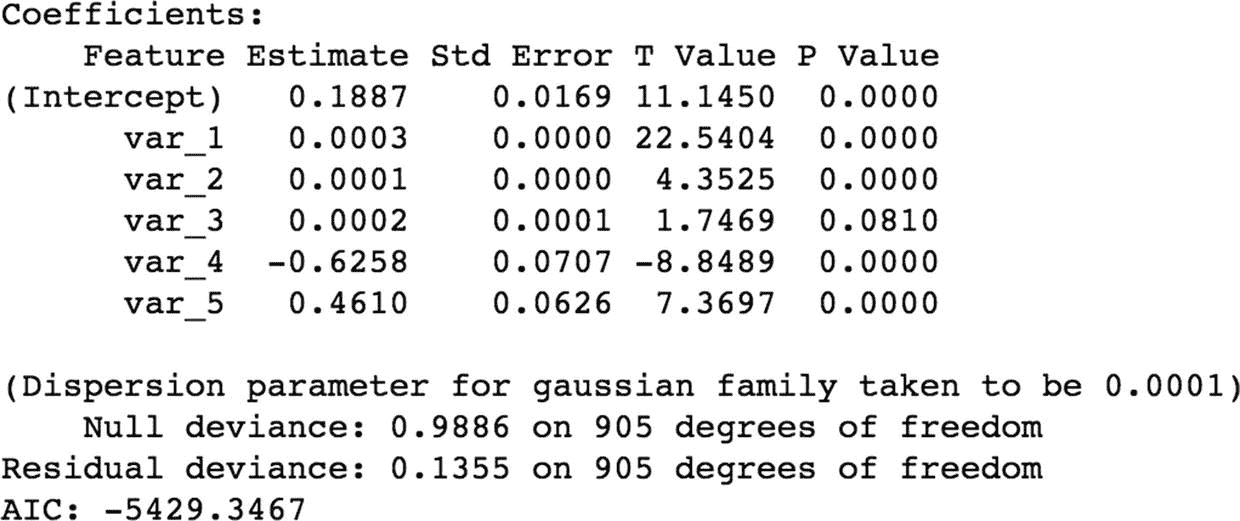 Coefficients:
Feature Estimate Std Error T Value P Value
(Intercept) 0.1887 0.0169 11.1450 0.0000
var_1 0.0003 0.0000 22.5404 0.0000
var_2 0.0001 0.0000 4.3525 0.0000
var_3 0.0002 0.0001 1.7469 0.0810
var_4 -0.6258 0.0707 -8.8489 0.0000
var_5 0.4610 0.0626 7.3697 0.0000
(Dispersion parameter for gaussian family taken to be 0.0001)
Null deviance: 0.9886 on 905 degrees of freedom
Residual deviance: 0.1355 on 905 degrees of freedom
AIC: -5429.3467